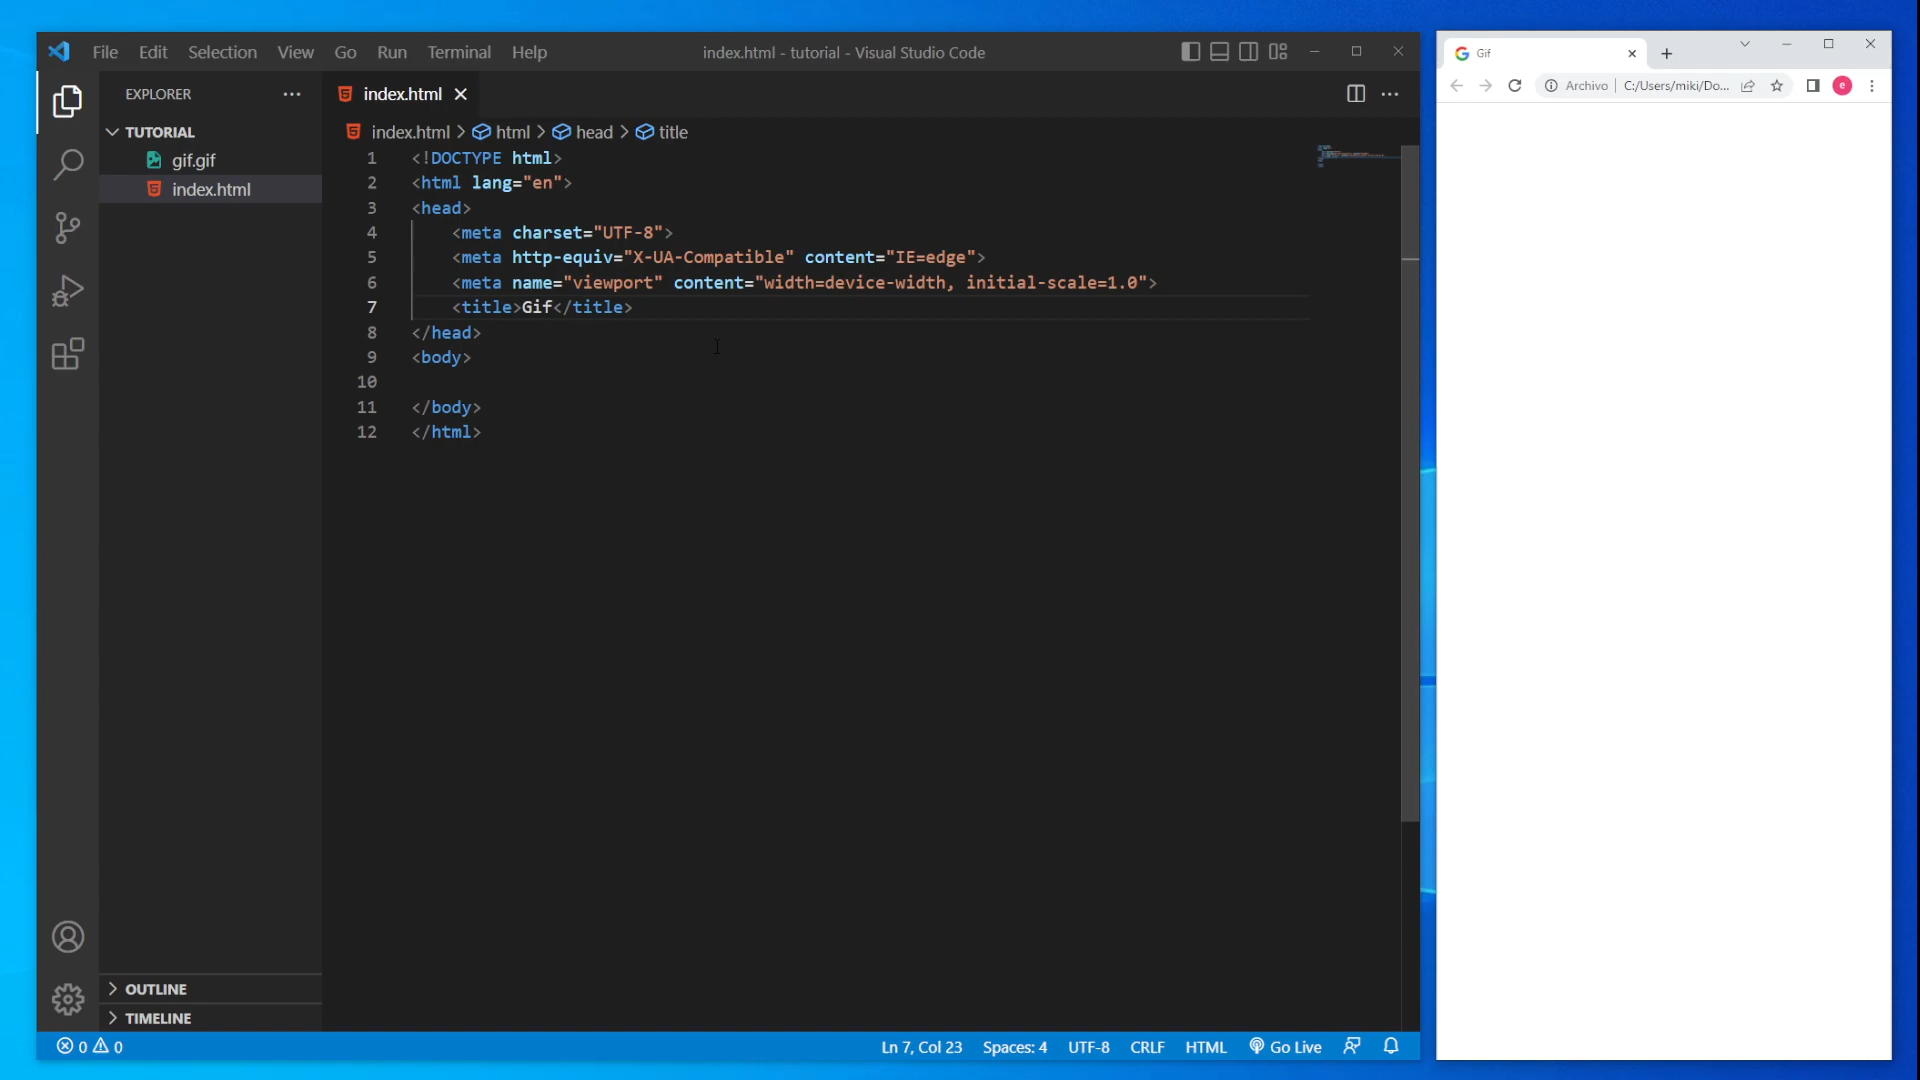 File Edit Selection View Go Run Terminal Help
index.html - tutorial - Visual Studio Code
EXPLORER
TUTORIAL
gif.gif
index.html
index.html
index.html > html > head > title
1 <!DOCTYPE html>
2 <html lang="en">
3 <head>
4 <meta charset="UTF-8">
5 <meta http-equiv="X-UA-Compatible" content="IE=edge">
6 <meta name="viewport" content="width=device-width, initial-scale=1.0">
7 <title>Gif</title>
8 </head>
9 <body>
10
11 </body>
12 </html>
OUTLINE
TIMELINE
0 0
Ln 7, Col 23 Spaces: 4 UTF-8 CRLF HTML Go Live
Gif
Archivo | C:/Users/miki/Do...
e